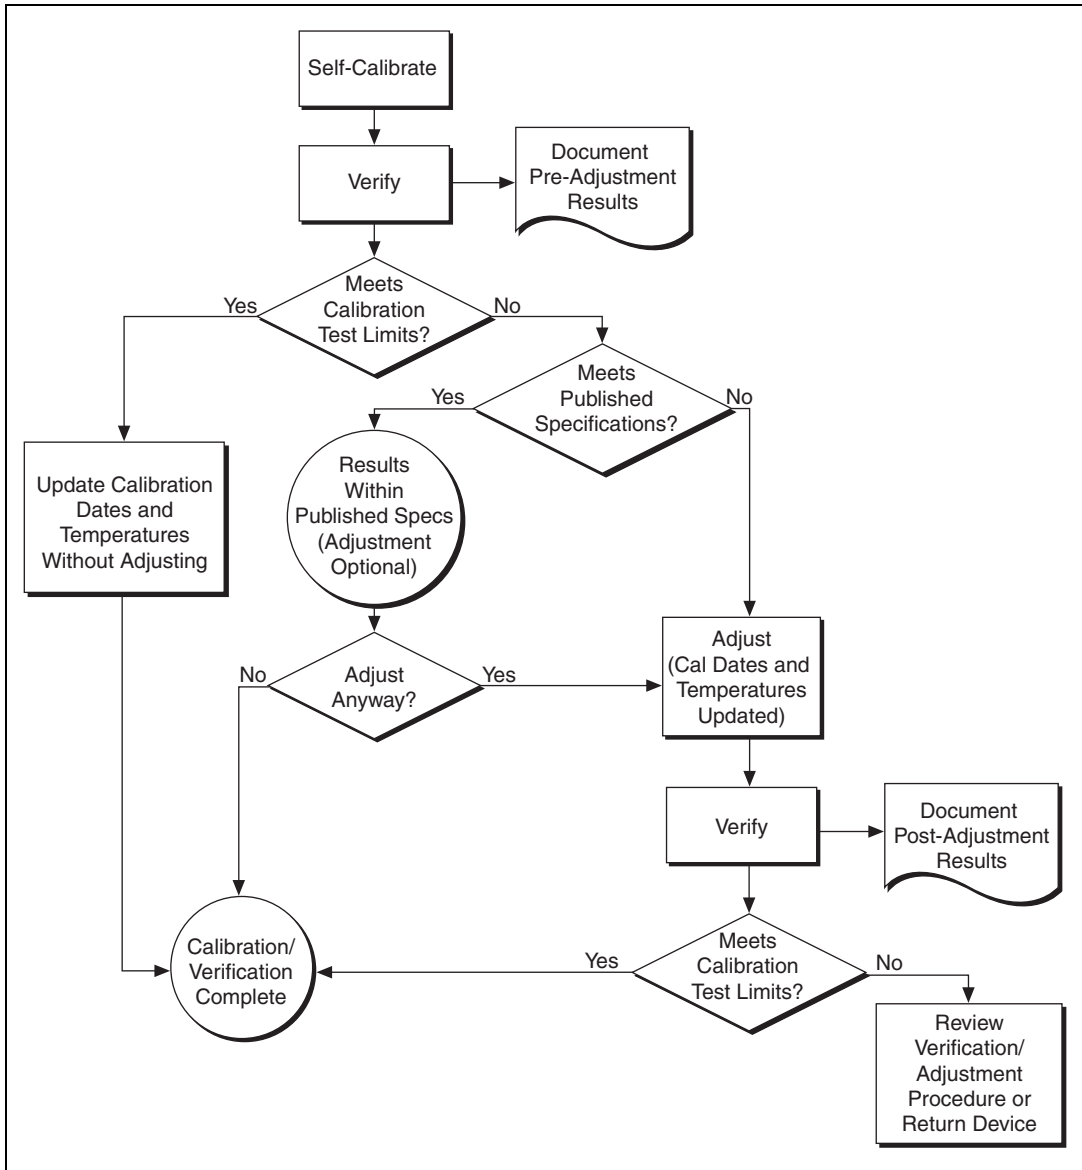 Self-Calibrate
Verify
Document
Pre-Adjustment
Results
Meets
Calibration
Test Limits?
Yes
No
Meets
Published
Specifications?
Yes
No
Update Calibration
Dates and
Temperatures
Without Adjusting
Results
Within
Published Specs
(Adjustment
Optional)
Adjust
Anyway?
No
Yes
Adjust
(Cal Dates and
Temperatures
Updated)
Verify
Document
Post-Adjustment
Results
Calibration/
Verification
Complete
Meets
Calibration
Test Limits?
Yes
No
Review
Verification/
Adjustment
Procedure or
Return Device